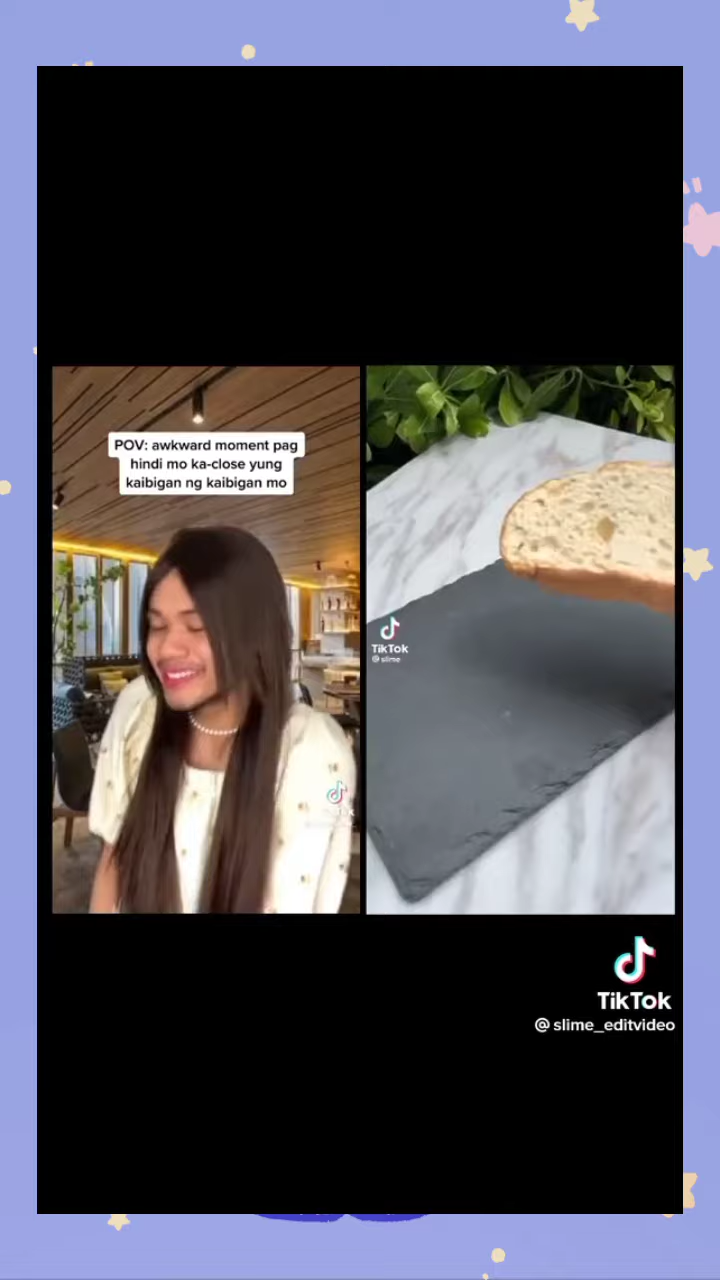 POV: awkward moment pag
hindi mo ka-close yung
kaibigan ng kaibigan mo
TikTok
@slime
TikTok
@slime_editvideo